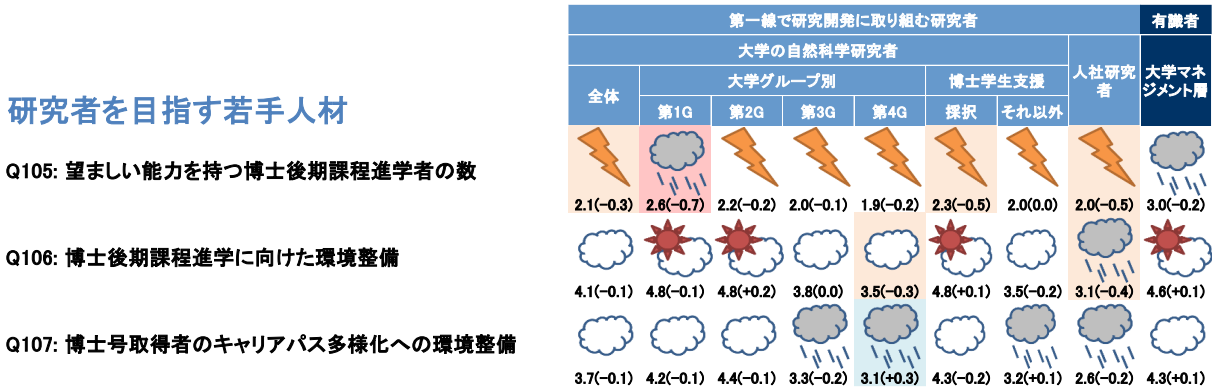 第一線で研究開発に取り組む研究者 有識者
大学の自然科学研究者 人社研究者 大学マネジメント層
全体 大学グループ別 博士学生支援
第1G 第2G 第3G 第4G 採択 それ以外
研究者を目指す若手人材
Q105: 望ましい能力を持つ博士後期課程進学者の数
2.1(−0.3) 2.6(−0.7) 2.2(−0.2) 2.0(−0.1) 1.9(−0.2) 2.3(−0.5) 2.0(0.0) 2.0(−0.5) 3.0(−0.2)
Q106: 博士後期課程進学に向けた環境整備
4.1(−0.1) 4.8(−0.1) 4.8(+0.2) 3.8(0.0) 3.5(−0.3) 4.8(+0.1) 3.5(−0.2) 3.1(−0.4) 4.6(+0.1)
Q107: 博士号取得者のキャリアパス多様化への環境整備
3.7(−0.1) 4.2(−0.1) 4.4(−0.1) 3.3(−0.2) 3.1(+0.3) 4.3(−0.2) 3.2(+0.1) 2.6(−0.2) 4.3(+0.1)